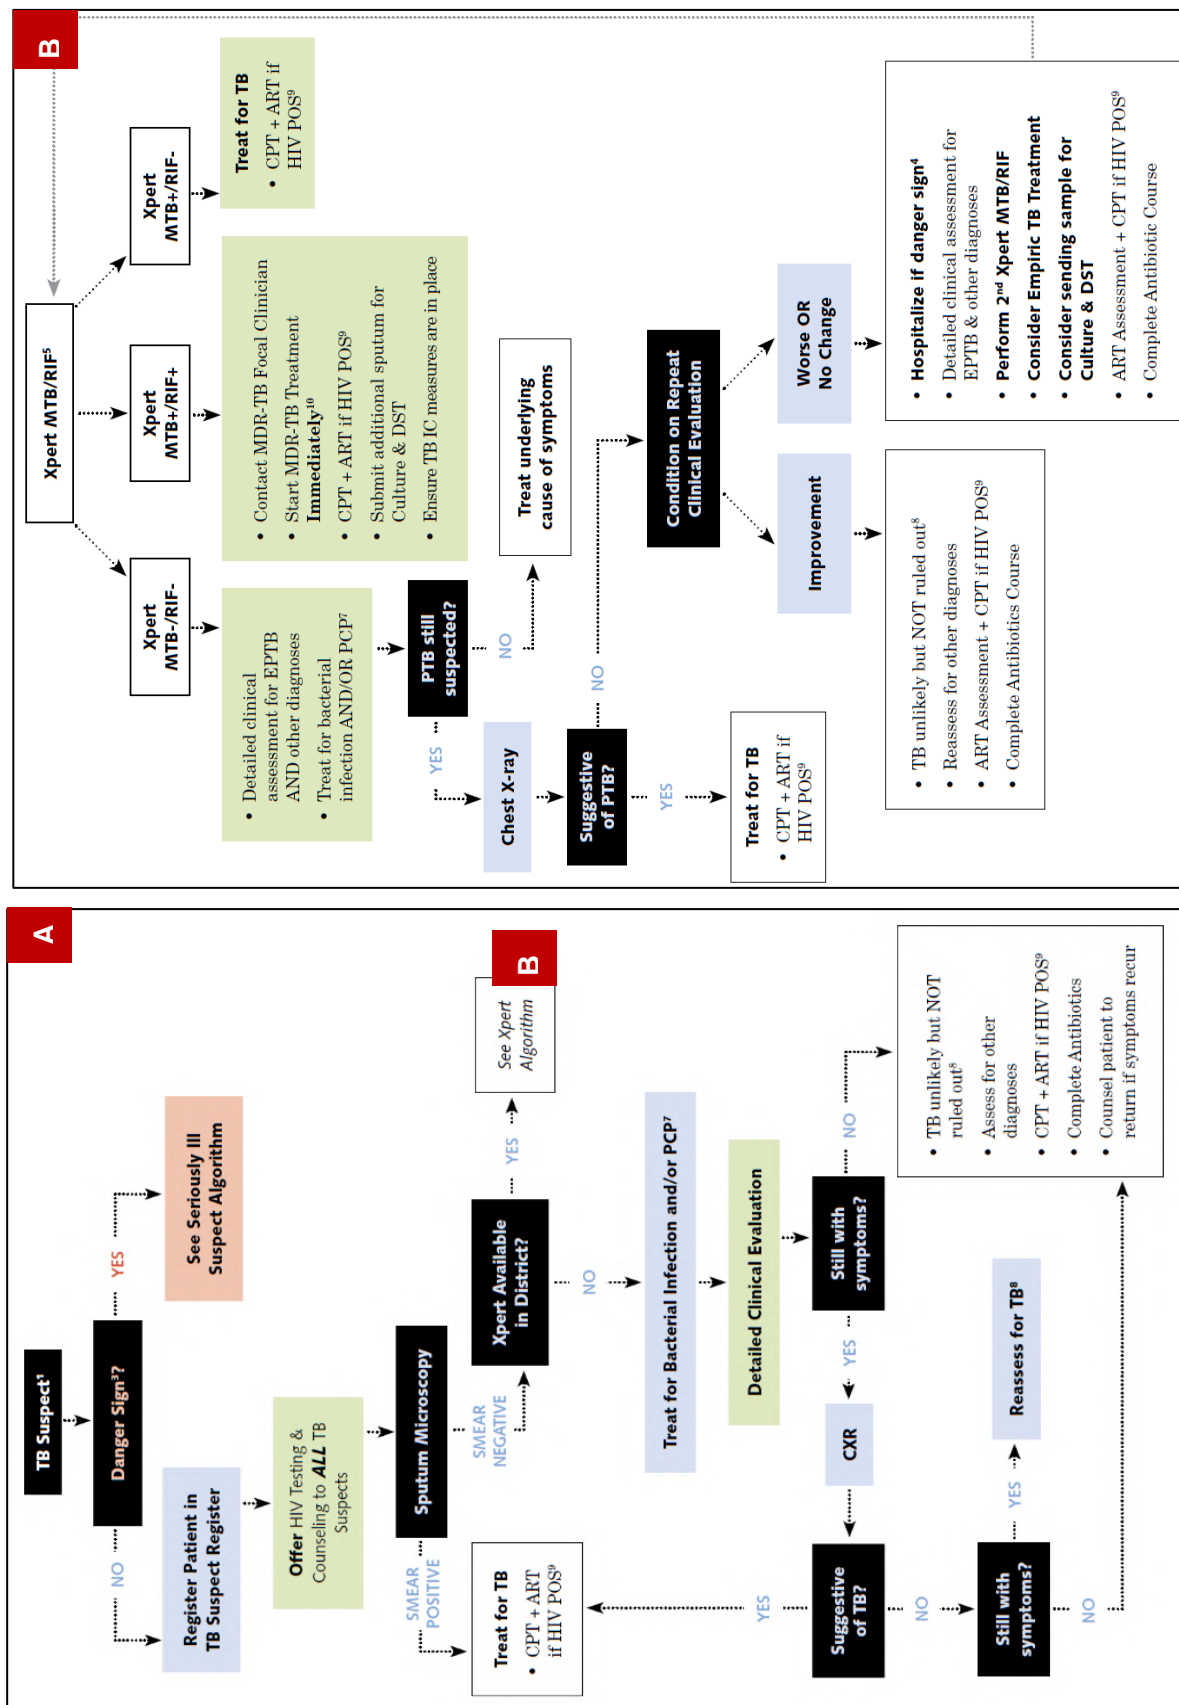 A
TB Suspect¹
Danger Sign³?
NO
YES
Register Patient in
TB Suspect Register
See Seriously Ill
Suspect Algorithm
Offer HIV Testing &
Counseling to ALL TB
Suspects
Sputum Microscopy
SMEAR
POSITIVE
SMEAR
NEGATIVE
Treat for TB
• CPT + ART
if HIV POS⁹
Xpert Available
in District?
YES
B
See Xpert
Algorithm
NO
Treat for Bacterial Infection and/or PCP⁷
Detailed Clinical Evaluation
Still with
symptoms?
YES
NO
CXR
Suggestive
of TB?
YES
NO
Still with
symptoms?
YES
NO
Reassess for TB⁸
• TB unlikely but NOT
ruled out⁸
• Assess for other
diagnoses
• CPT + ART if HIV POS⁹
• Complete Antibiotics
• Counsel patient to
return if symptoms recur
B
Xpert MTB/RIF⁵
Xpert
MTB-/RIF-
Xpert
MTB+/RIF+
Xpert
MTB+/RIF-
• Detailed clinical
assessment for EPTB
AND other diagnoses
• Treat for bacterial
infection AND/OR PCP⁷
• Contact MDR-TB Focal Clinician
• Start MDR-TB Treatment
Immediately¹⁰
• CPT + ART if HIV POS⁹
• Submit additional sputum for
Culture & DST
• Ensure TB IC measures are in place
Treat for TB
• CPT + ART if
HIV POS⁹
PTB still
suspected?
YES
NO
Chest X-ray
Treat underlying
cause of symptoms
Suggestive
of PTB?
YES
NO
Treat for TB
• CPT + ART if
HIV POS⁹
Condition on Repeat
Clinical Evaluation
Improvement
Worse OR
No Change
• TB unlikely but NOT ruled out⁸
• Reassess for other diagnoses
• ART Assessment + CPT if HIV POS⁹
• Complete Antibiotics Course
• Hospitalize if danger sign⁴
• Detailed clinical assessment for
EPTB & other diagnoses
• Perform 2nd Xpert MTB/RIF
• Consider Empiric TB Treatment
• Consider sending sample for
Culture & DST
• ART Assessment + CPT if HIV POS⁹
• Complete Antibiotic Course